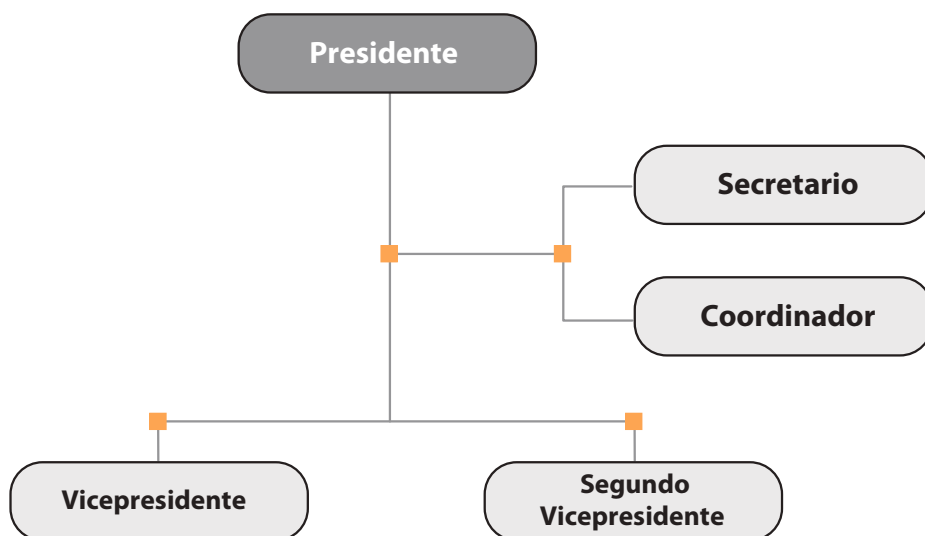 Presidente
Secretario
Coordinador
Vicepresidente
Segundo
Vicepresidente